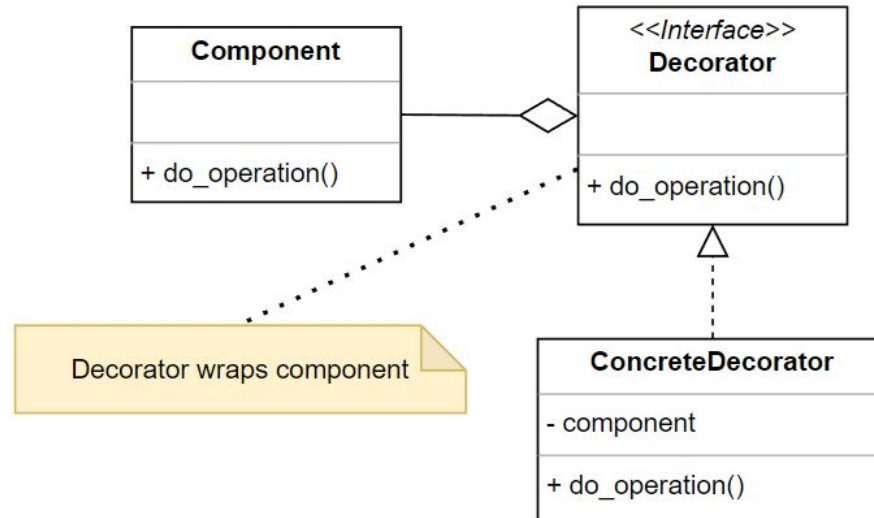 Component
+ do_operation()
<<Interface>>
Decorator
+ do_operation()
Decorator wraps component
ConcreteDecorator
- component
+ do_operation()